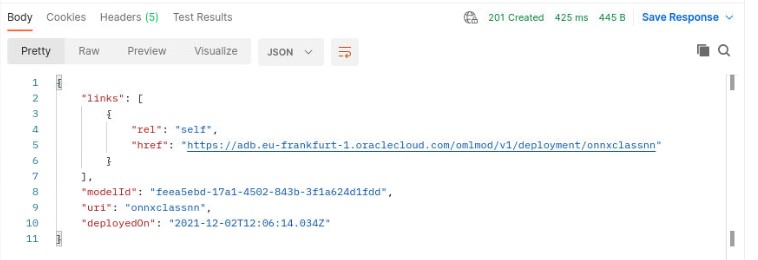 Body Cookies Headers (5) Test Results 201 Created 425 ms 445 B Save Response
Pretty Raw Preview Visualize JSON
1 {
2 "links": [
3 {
4 "rel": "self",
5 "href": "https://adb.eu-frankfurt-1.oraclecloud.com/omlmod/v1/deployment/onnxclassnn"
6 }
7 ],
8 "modelId": "feea5ebd-17a1-4502-843b-3f1a624d1fdd",
9 "uri": "onnxclassnn",
10 "deployedOn": "2021-12-02T12:06:14.034Z"
11 }